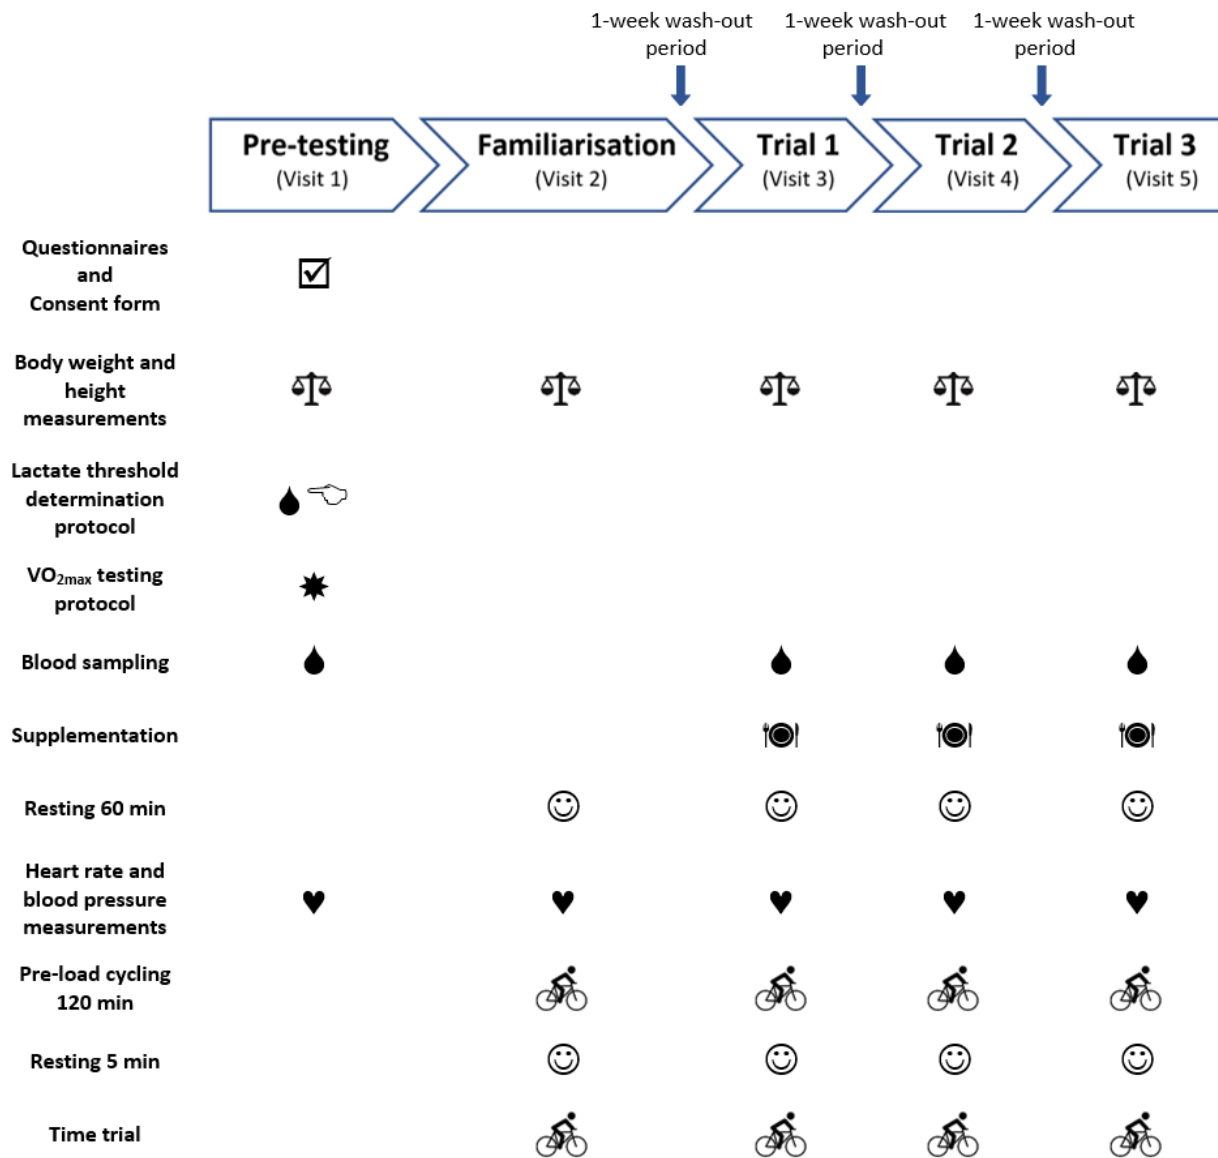 1-week wash-out
period
1-week wash-out
period
1-week wash-out
period
Pre-testing
(Visit 1)
Familiarisation
(Visit 2)
Trial 1
(Visit 3)
Trial 2
(Visit 4)
Trial 3
(Visit 5)
Questionnaires
and
Consent form
Body weight and
height
measurements
Lactate threshold
determination
protocol
VO2max testing
protocol
Blood sampling
Supplementation
Resting 60 min
Heart rate and
blood pressure
measurements
Pre-load cycling
120 min
Resting 5 min
Time trial